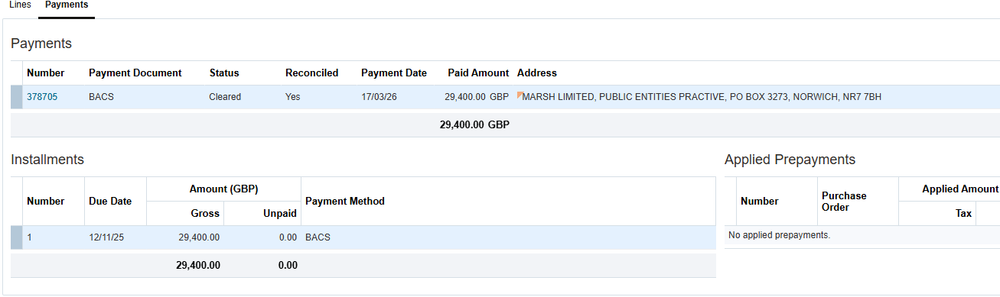 Lines Payments
Payments
Number Payment Document Status Reconciled Payment Date Paid Amount Address
378705 BACS Cleared Yes 17/03/26 29,400.00 GBP MARSH LIMITED, PUBLIC ENTITIES PRACTIVE, PO BOX 3273, NORWICH, NR7 7BH
29,400.00 GBP
Installments
Number Due Date Amount (GBP) Payment Method
Gross Unpaid
1 12/11/25 29,400.00 0.00 BACS
29,400.00 0.00
Applied Prepayments
Number Purchase Order Applied Amount
Tax
No applied prepayments.